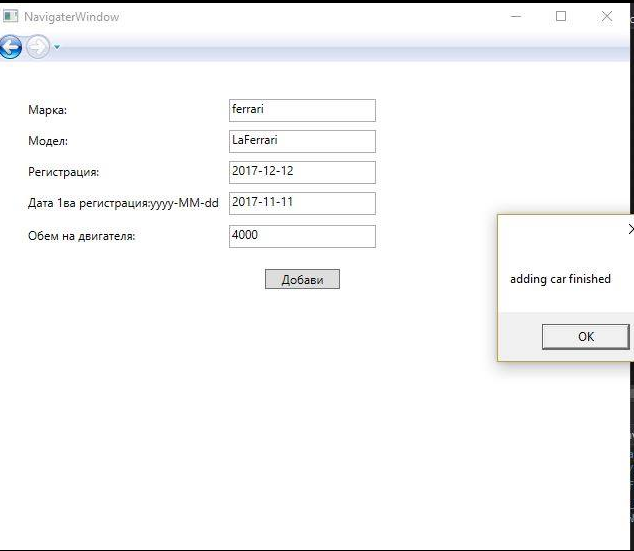 NavigaterWindow
Марка: ferrari
Модел: LaFerrari
Регистрация: 2017-12-12
Дата 1ва регистрация:yyyy-MM-dd 2017-11-11
Обем на двигателя: 4000
Добави
adding car finished
OK